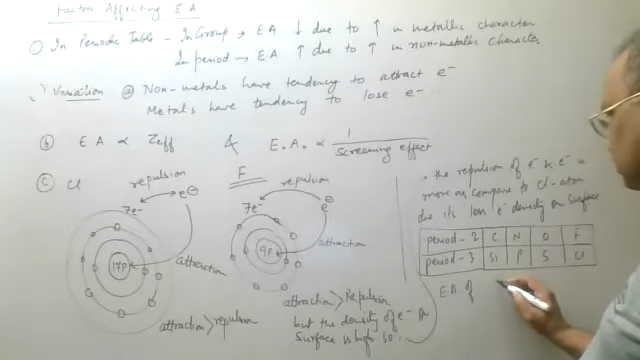 Factor Affecting EA
① In Periodic Table - In Group → EA ↓ due to ↑ in metallic character
In period → EA ↑ due to ↑ in non-metallic character
Variation @ Non-metals have tendency to attract e⁻
Metals have tendency to lose e⁻
ⓑ EA ∝ Zeff & E.A. ∝ 1/screening effect
ⓒ Cl
repulsion
7e⁻
e⊖
17P
attraction
attraction > repulsion
F
repulsion
7e⁻
e⊖
9P
attraction
attraction > Repulsion
but the density of e⁻ on
surface is high so
, the repulsion of e⁻ & e⁻ is
more as compare to Cl-atom
due its less e⁻ density on surface
period-2 C N O F
period-3 Si P S Cl
E.A of